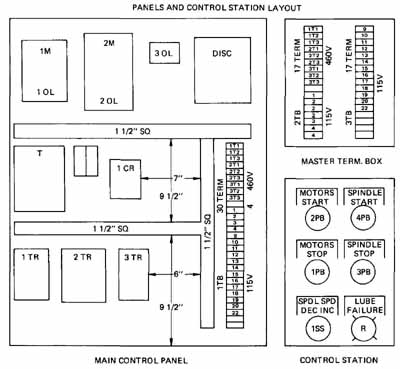 PANELS AND CONTROL STATION LAYOUT
1M
1 OL
2M
2 OL
3 OL
DISC
1 1/2" SQ
T
1 CR
7"
9 1/2"
1 1/2" SQ
1 1/2" SQ
1 TR
2 TR
3 TR
6"
9 1/2"
30 TERM
1TB
1T1
1T2
1T3
2T1
2T2
2T3
3T1
3T2
3T3
460V
4
115V
1
2
3
4
8
9
10
11
12
13
14
15
16
17
18
19
20
22
MAIN CONTROL PANEL
17 TERM
2TB
1T1
1T2
1T3
2T1
2T2
2T3
3T1
3T2
3T3
460V
115V
1
2
3
4
17 TERM
3TB
9
10
11
12
13
14
15
16
17
18
19
20
22
115V
MASTER TERM. BOX
MOTORS START
2PB
SPINDLE START
4PB
MOTORS STOP
1PB
SPINDLE STOP
3PB
SPDL SPD
DEC INC
1SS
LUBE FAILURE
R
CONTROL STATION